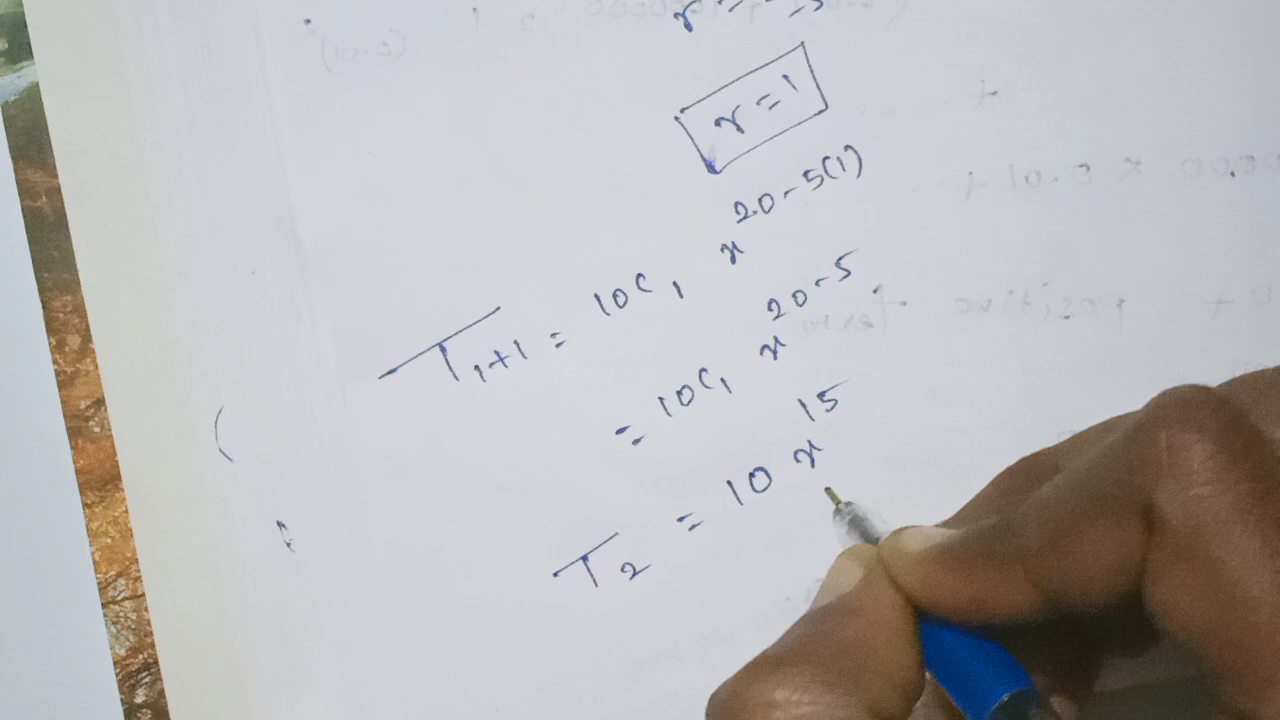 r = 1
T1+1 = 10C1 x^20-5(1)
= 10C1 x^20-5
T2 = 10 x^15